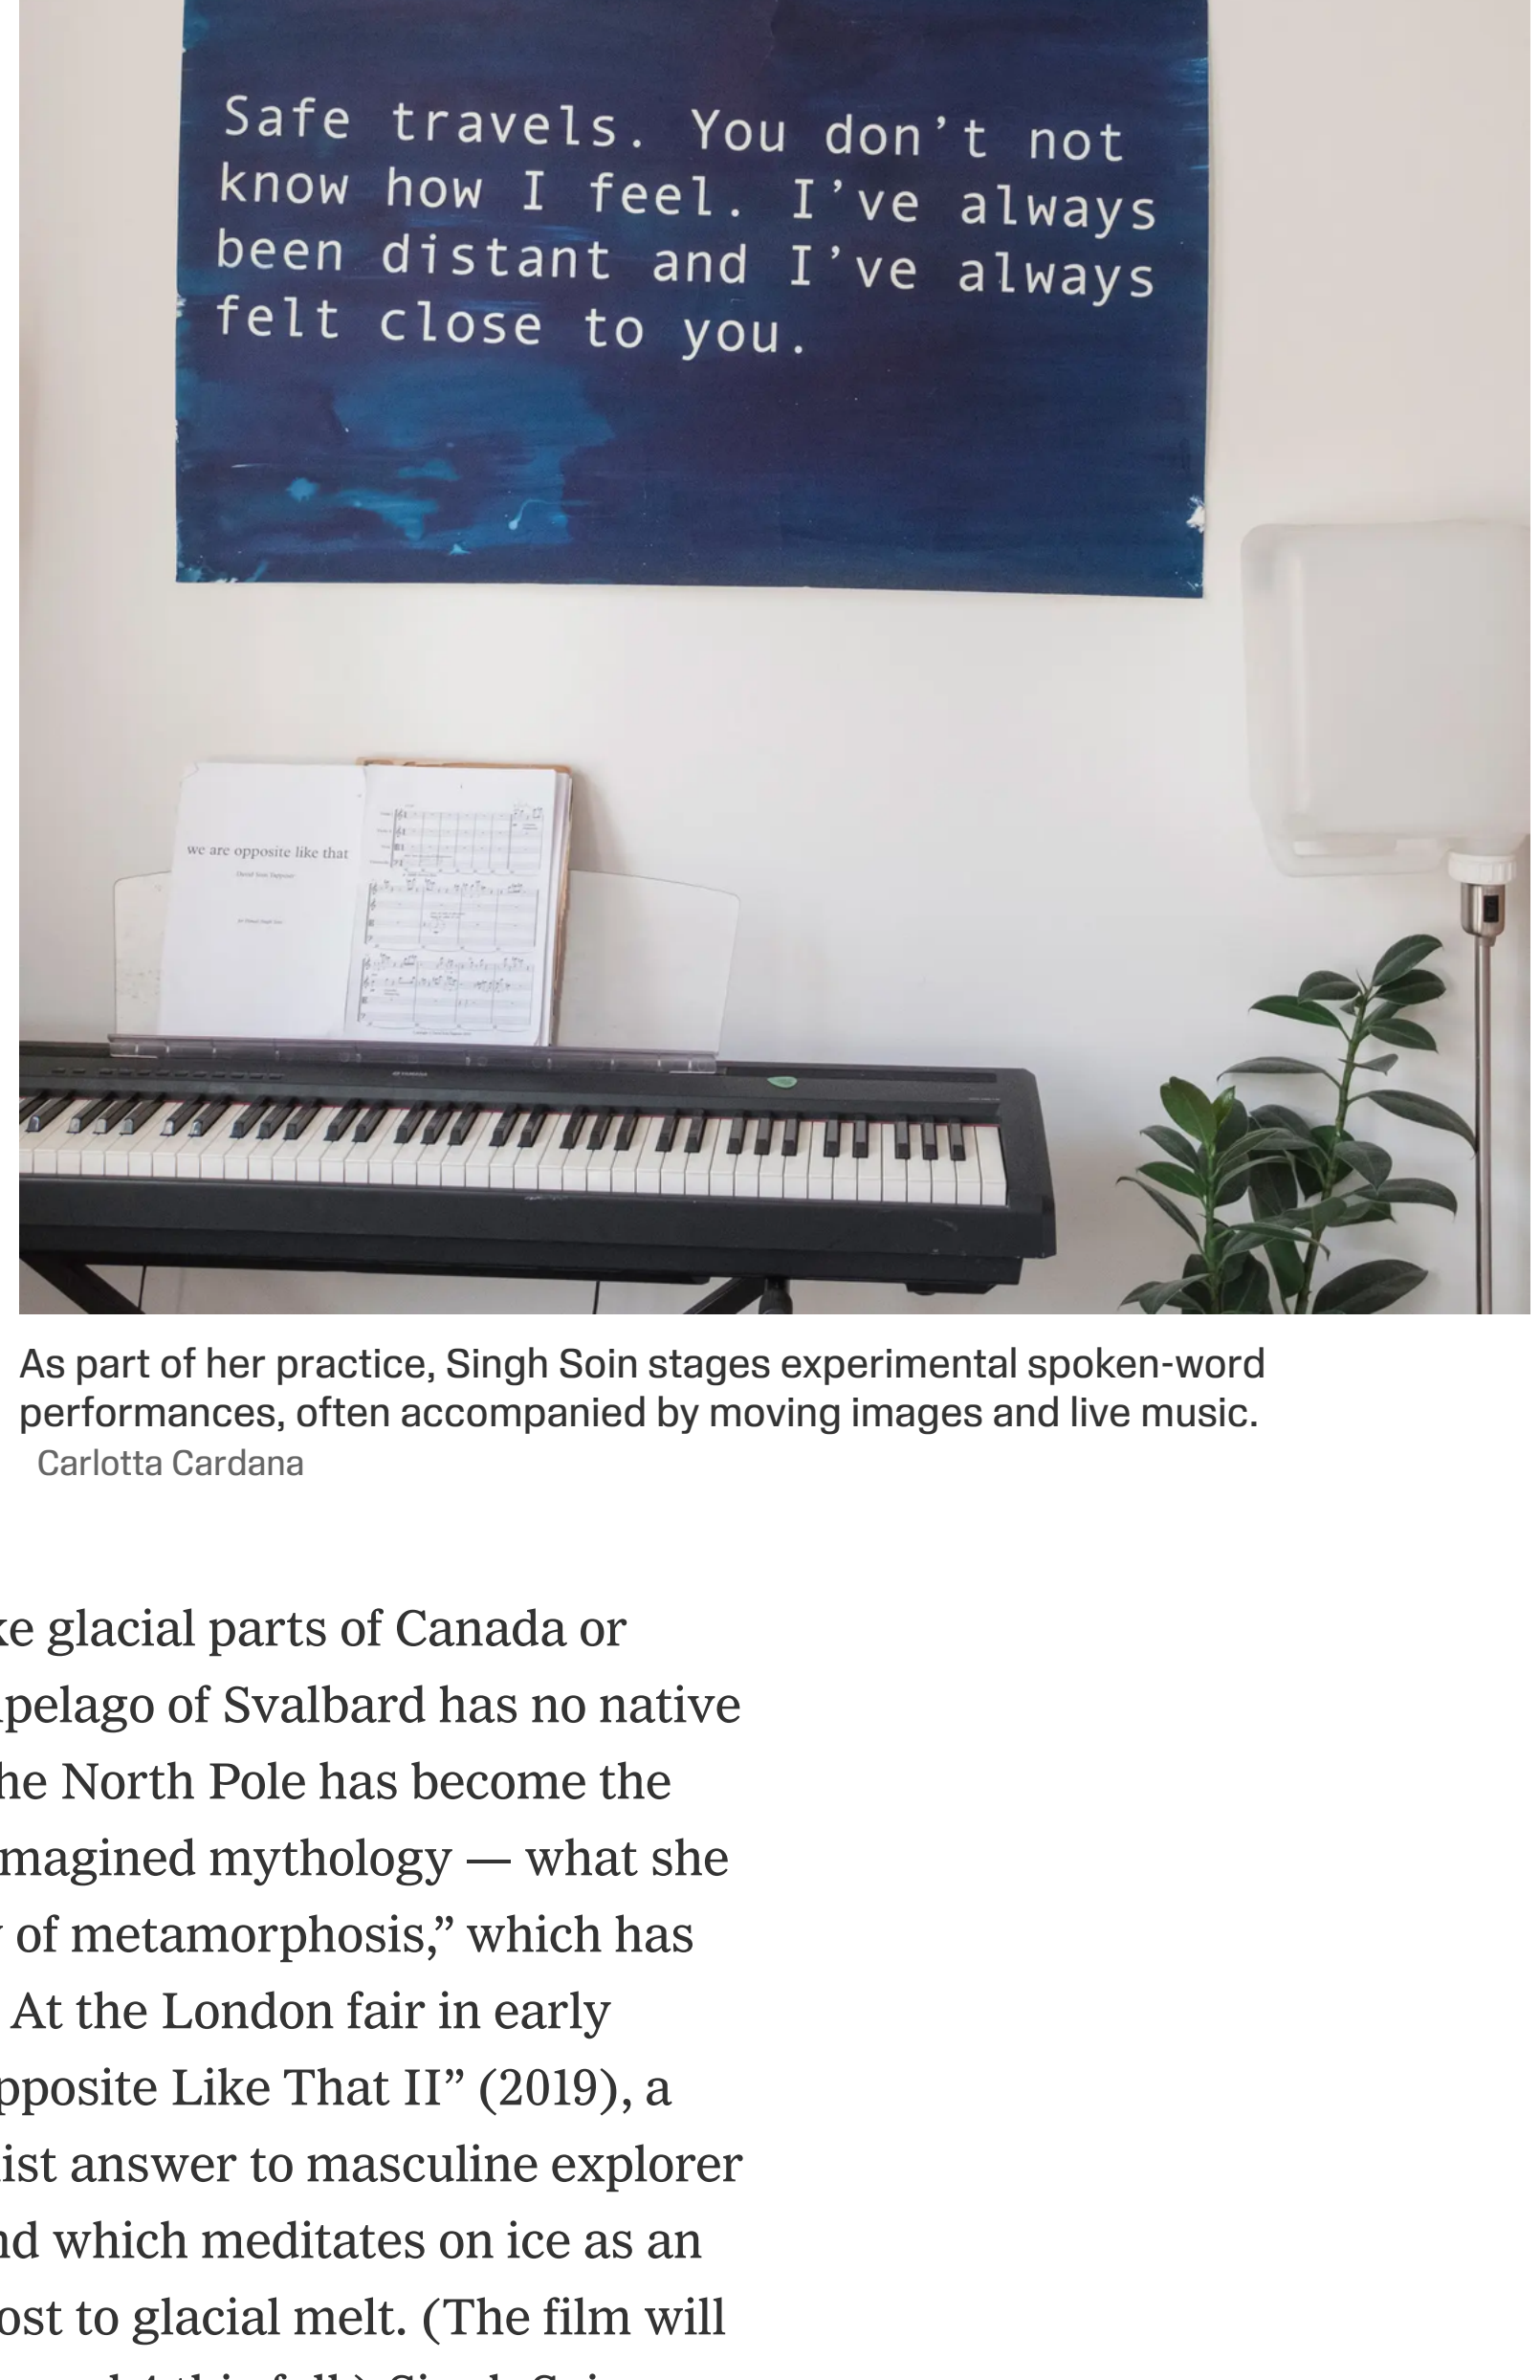 Safe travels. You don’t not
know how I feel. I’ve always
been distant and I’ve always
felt close to you.
we are opposite like that
As part of her practice, Singh Soin stages experimental spoken-word
performances, often accompanied by moving images and live music.
Carlotta Cardana
ke glacial parts of Canada or
pelago of Svalbard has no native
he North Pole has become the
magined mythology — what she
of metamorphosis,” which has
At the London fair in early
pposite Like That II” (2019), a
ist answer to masculine explorer
nd which meditates on ice as an
ost to glacial melt. (The film will